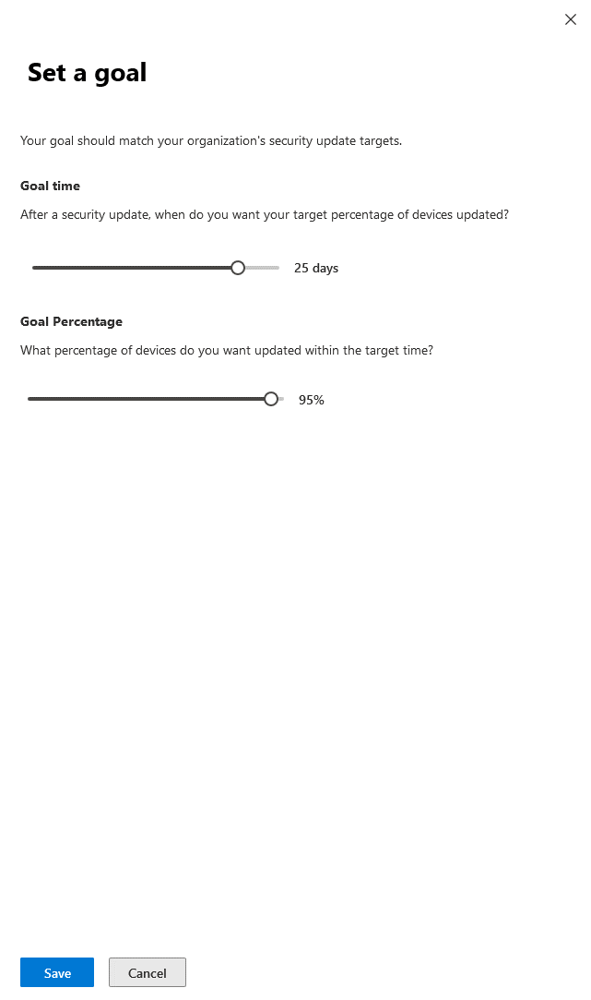 Set a goal
Your goal should match your organization's security update targets.
Goal time
After a security update, when do you want your target percentage of devices updated?
25 days
Goal Percentage
What percentage of devices do you want updated within the target time?
95%
Save
Cancel